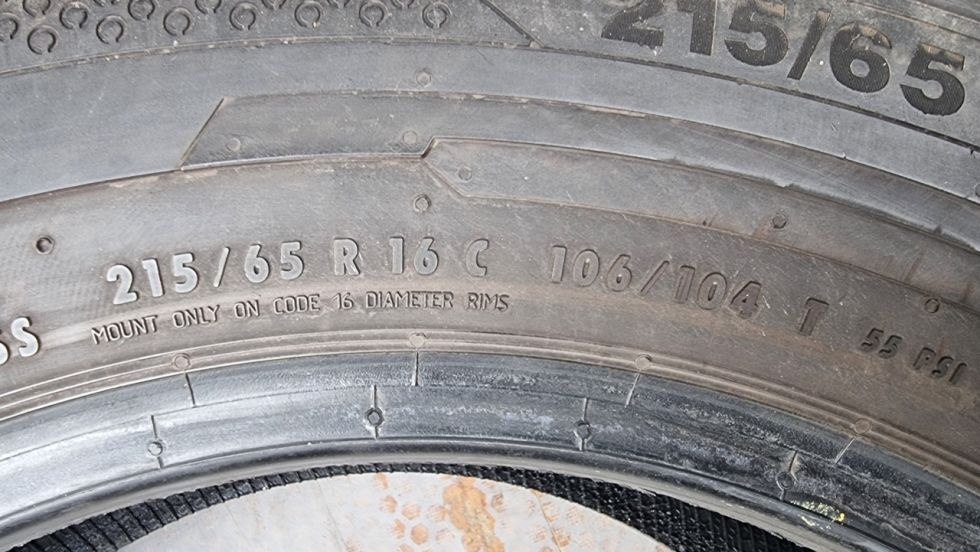 215/65
215/65 R 16 C 106/104 T 55 PSI
MOUNT ONLY ON CODE 16 DIAMETER RIMS